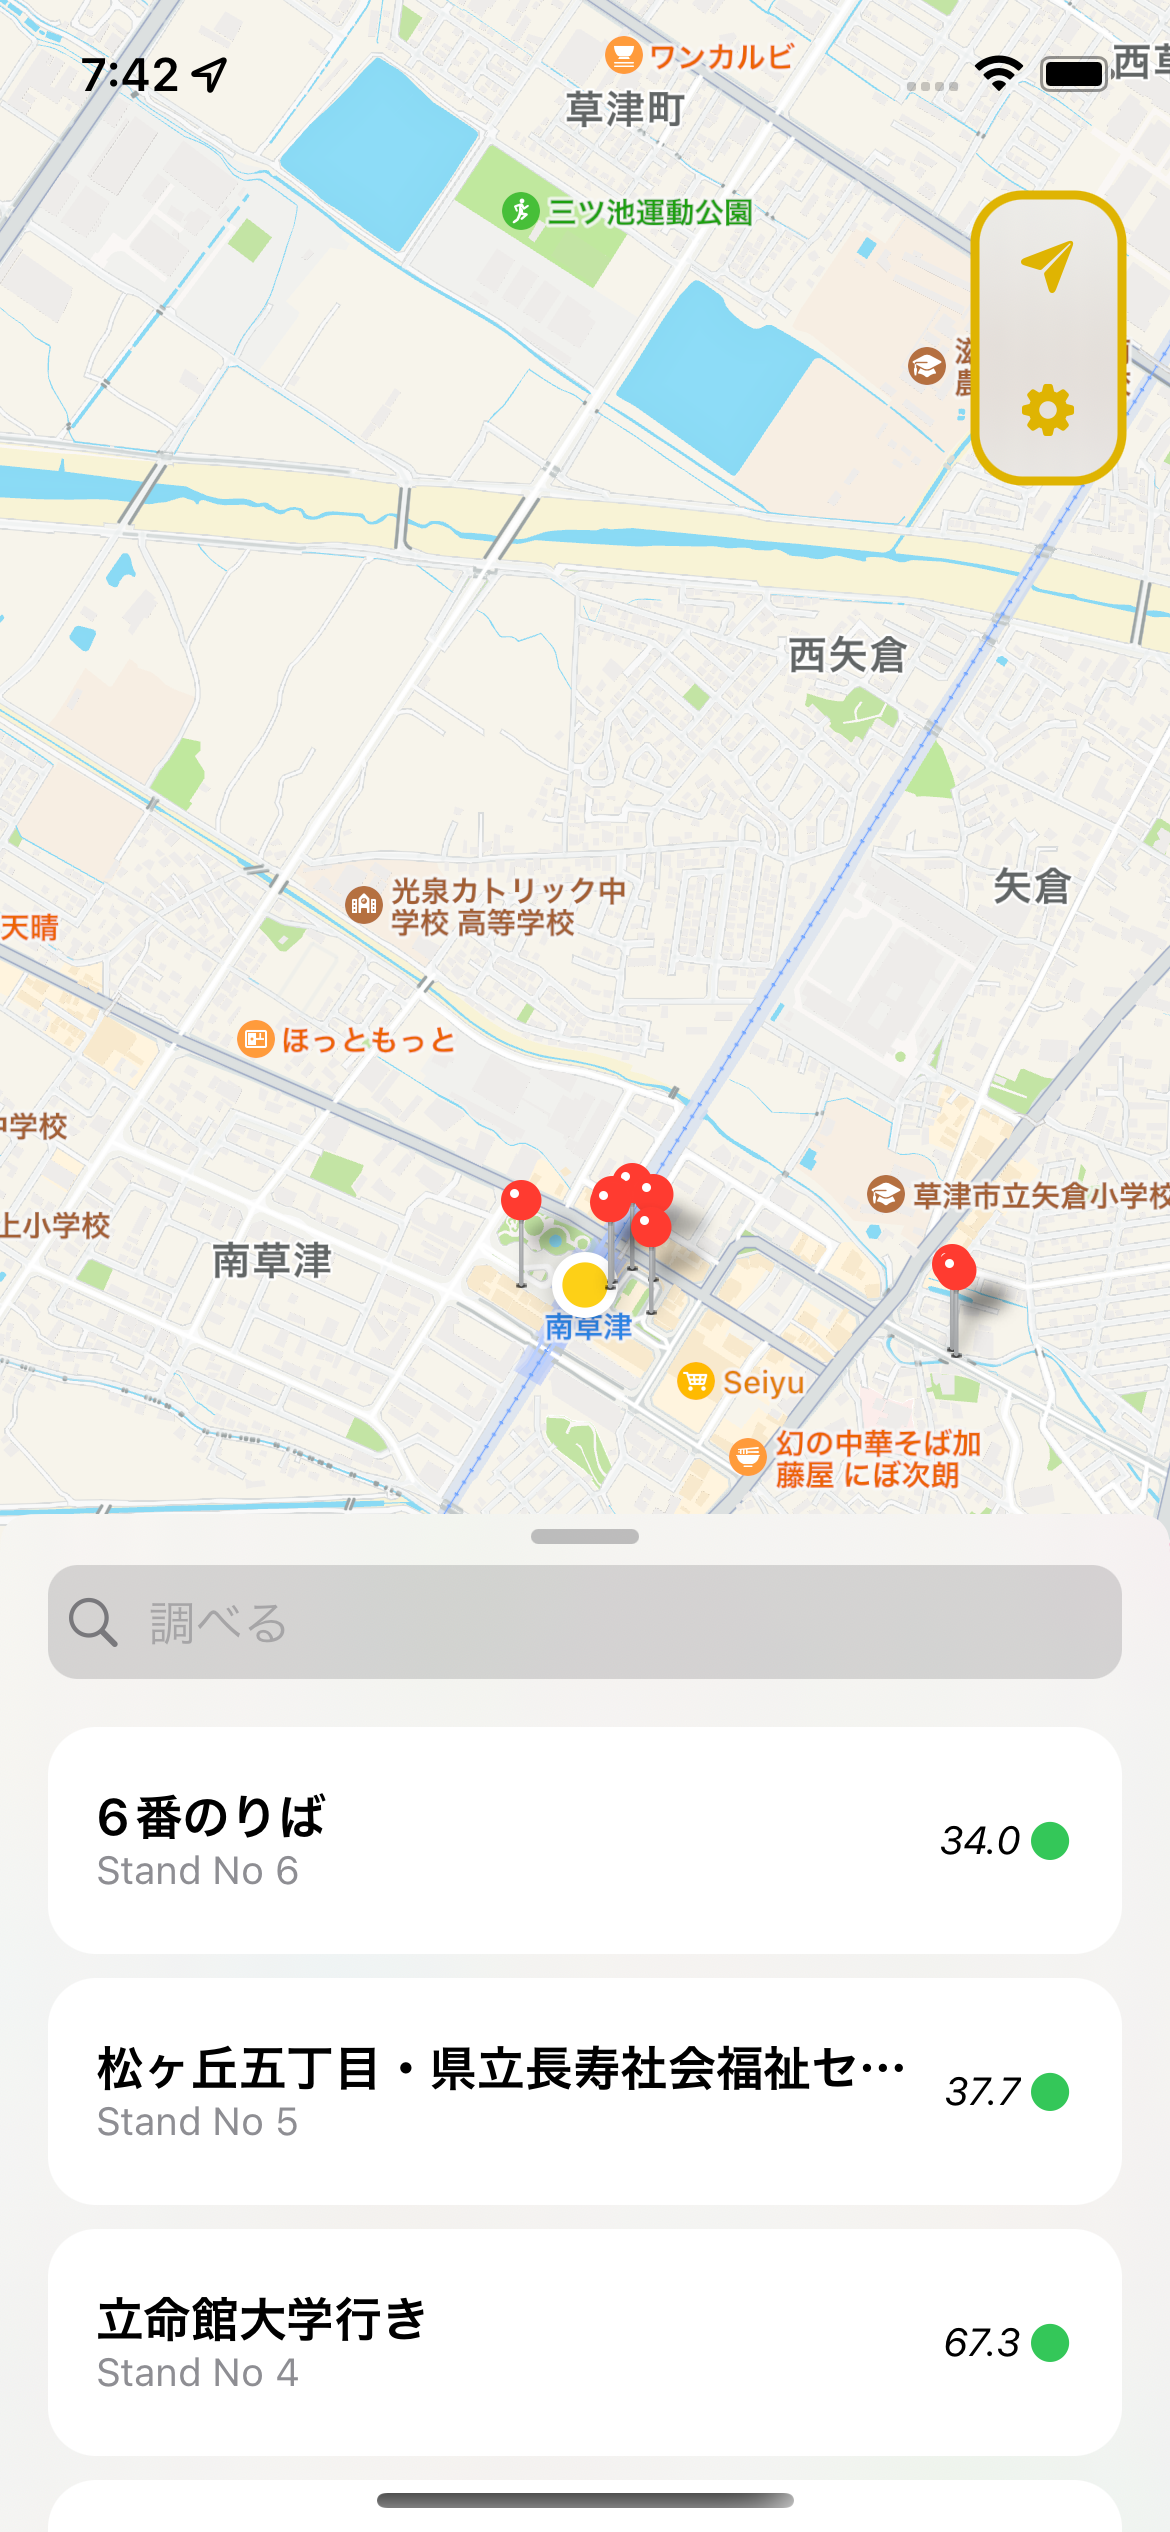 7:42
ワンカルビ
草津町
西草
三ツ池運動公園
西矢倉
矢倉
光泉カトリック中
学校 高等学校
天晴
ほっともっと
中学校
草津市立矢倉小学校
上小学校
南草津
南草津
Seiyu
幻の中華そば加
藤屋 にぼ次朗
調べる
6番のりば
Stand No 6
34.0
松ヶ丘五丁目・県立長寿社会福祉セ…
Stand No 5
37.7
立命館大学行き
Stand No 4
67.3